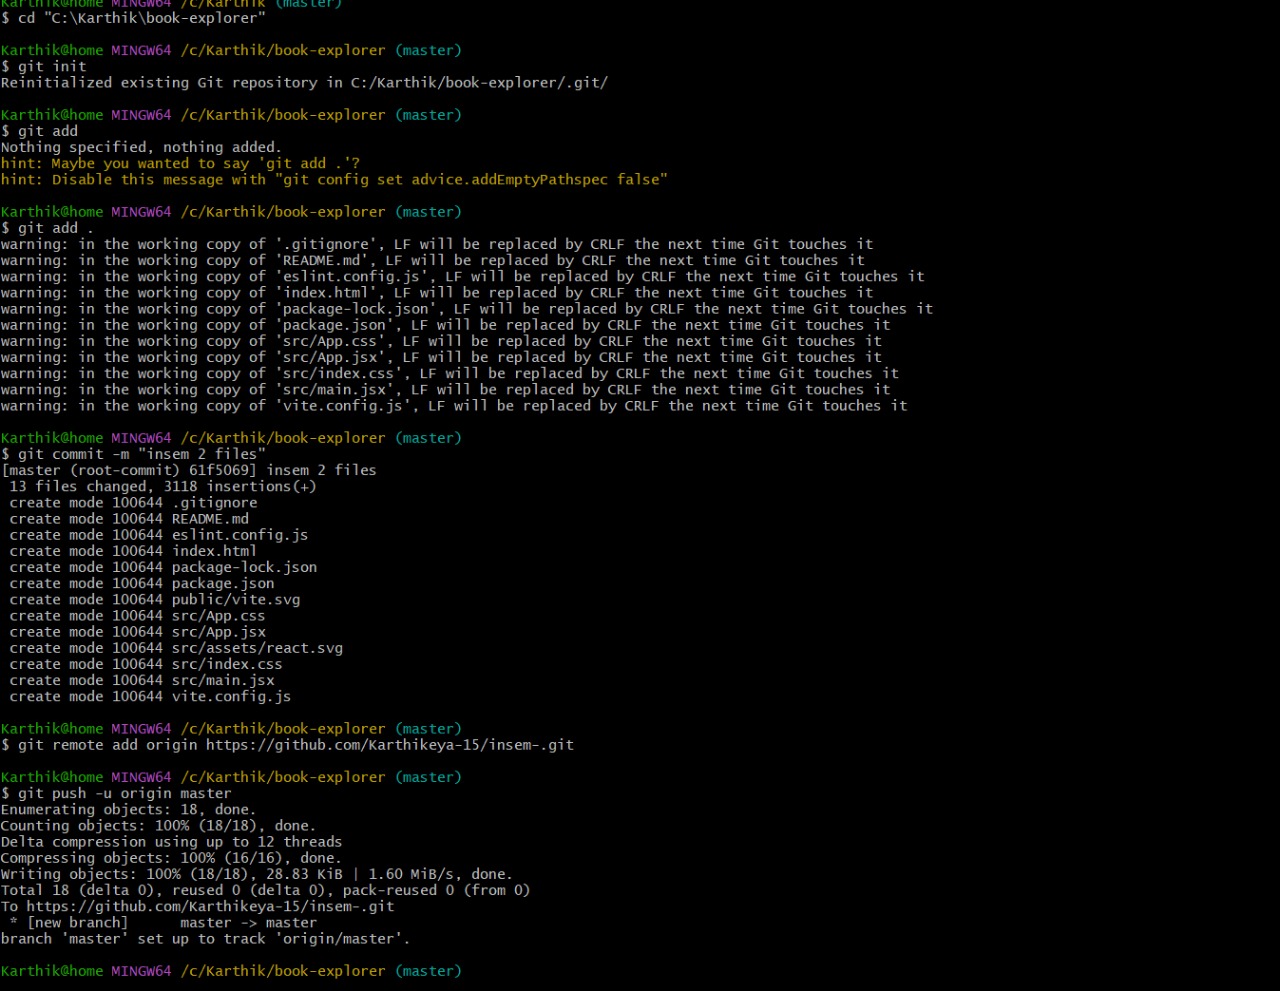 Karthik@home MINGW64 /c/Karthik (master)
$ cd "C:\Karthik\book-explorer"
Karthik@home MINGW64 /c/Karthik/book-explorer (master)
$ git init
Reinitialized existing Git repository in C:/Karthik/book-explorer/.git/
Karthik@home MINGW64 /c/Karthik/book-explorer (master)
$ git add
Nothing specified, nothing added.
hint: Maybe you wanted to say 'git add .'?
hint: Disable this message with "git config set advice.addEmptyPathspec false"
Karthik@home MINGW64 /c/Karthik/book-explorer (master)
$ git add .
warning: in the working copy of '.gitignore', LF will be replaced by CRLF the next time Git touches it
warning: in the working copy of 'README.md', LF will be replaced by CRLF the next time Git touches it
warning: in the working copy of 'eslint.config.js', LF will be replaced by CRLF the next time Git touches it
warning: in the working copy of 'index.html', LF will be replaced by CRLF the next time Git touches it
warning: in the working copy of 'package-lock.json', LF will be replaced by CRLF the next time Git touches it
warning: in the working copy of 'package.json', LF will be replaced by CRLF the next time Git touches it
warning: in the working copy of 'src/App.css', LF will be replaced by CRLF the next time Git touches it
warning: in the working copy of 'src/App.jsx', LF will be replaced by CRLF the next time Git touches it
warning: in the working copy of 'src/index.css', LF will be replaced by CRLF the next time Git touches it
warning: in the working copy of 'src/main.jsx', LF will be replaced by CRLF the next time Git touches it
warning: in the working copy of 'vite.config.js', LF will be replaced by CRLF the next time Git touches it
Karthik@home MINGW64 /c/Karthik/book-explorer (master)
$ git commit -m "insem 2 files"
[master (root-commit) 61f5069] insem 2 files
 13 files changed, 3118 insertions(+)
 create mode 100644 .gitignore
 create mode 100644 README.md
 create mode 100644 eslint.config.js
 create mode 100644 index.html
 create mode 100644 package-lock.json
 create mode 100644 package.json
 create mode 100644 public/vite.svg
 create mode 100644 src/App.css
 create mode 100644 src/App.jsx
 create mode 100644 src/assets/react.svg
 create mode 100644 src/index.css
 create mode 100644 src/main.jsx
 create mode 100644 vite.config.js
Karthik@home MINGW64 /c/Karthik/book-explorer (master)
$ git remote add origin https://github.com/Karthikeya-15/insem-.git
Karthik@home MINGW64 /c/Karthik/book-explorer (master)
$ git push -u origin master
Enumerating objects: 18, done.
Counting objects: 100% (18/18), done.
Delta compression using up to 12 threads
Compressing objects: 100% (16/16), done.
Writing objects: 100% (18/18), 28.83 KiB | 1.60 MiB/s, done.
Total 18 (delta 0), reused 0 (delta 0), pack-reused 0 (from 0)
To https://github.com/Karthikeya-15/insem-.git
 * [new branch]      master -> master
branch 'master' set up to track 'origin/master'.
Karthik@home MINGW64 /c/Karthik/book-explorer (master)